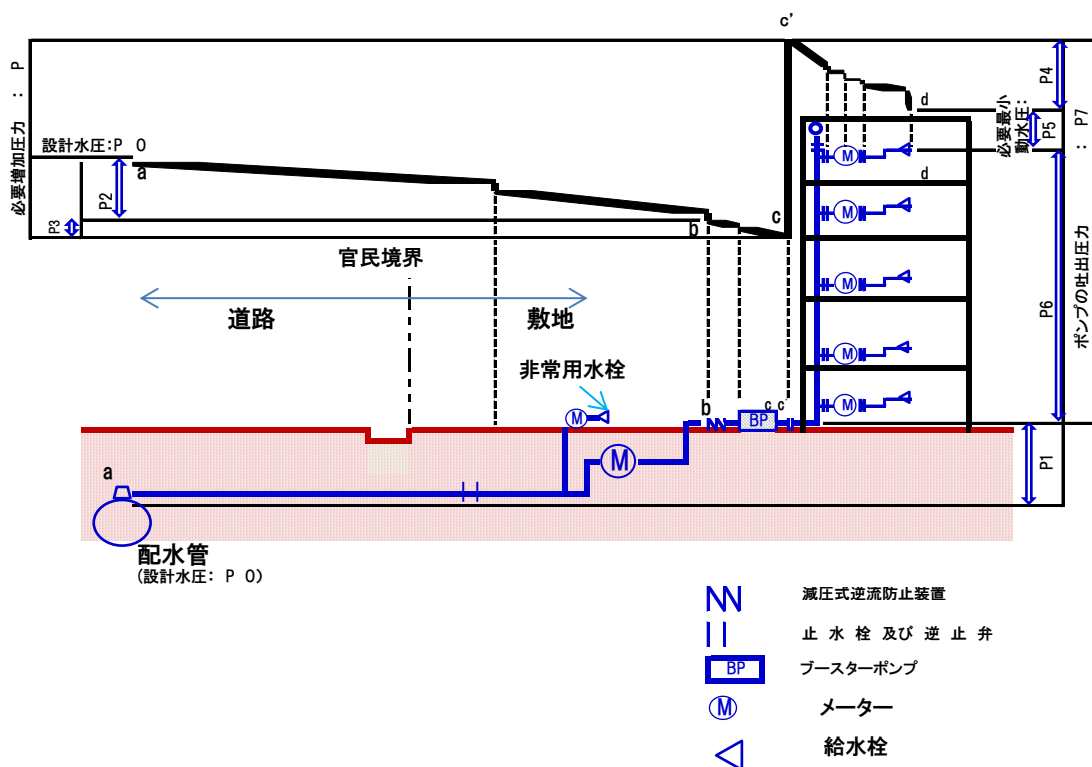 c'
必要増加圧力 : P
P4
d
必要最小
動水圧:
P5
P7
:
設計水圧:P 0
a
P2
P3
b
c
M
d
M
M
M
M
P6
ポンプの吐出圧力
官民境界
道路
敷地
非常用水栓
M
b
c c'
BP
M
P1
a
配水管
(設計水圧: P 0)
減圧式逆流防止装置
止 水 栓 及び 逆 止 弁
BP
ブースターポンプ
M
メーター
給水栓